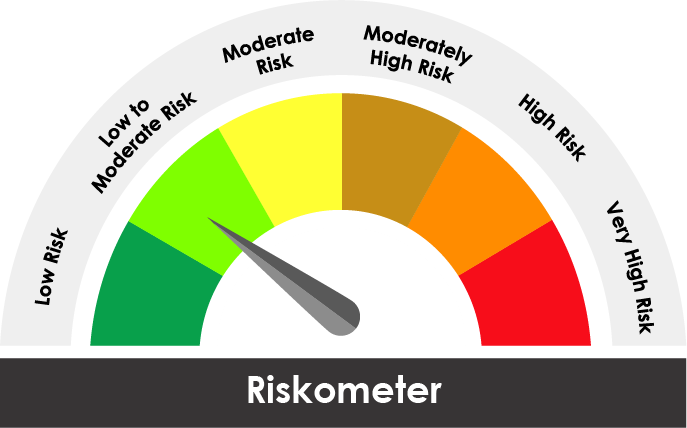 Low Risk
Low to
Moderate Risk
Moderate
Risk
Moderately
High Risk
High Risk
Very High Risk
Riskometer